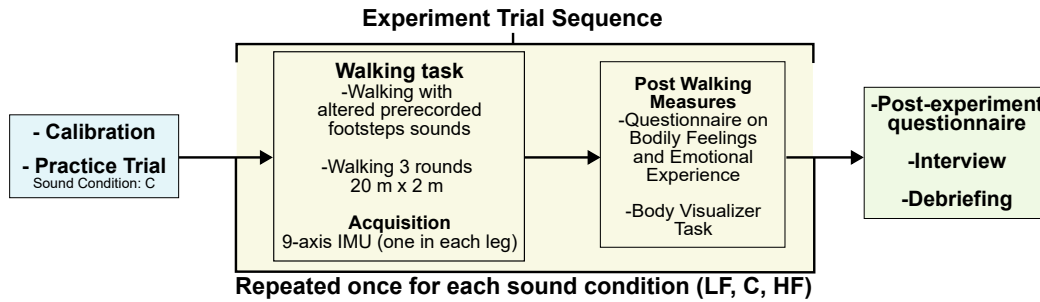 Experiment Trial Sequence
- Calibration
- Practice Trial
Sound Condition: C
Walking task
-Walking with
altered prerecorded
footsteps sounds
-Walking 3 rounds
20 m x 2 m
Acquisition
9-axis IMU (one in each leg)
Post Walking
Measures
-Questionnaire on
Bodily Feelings
and Emotional
Experience
-Body Visualizer
Task
-Post-experiment
questionnaire
-Interview
-Debriefing
Repeated once for each sound condition (LF, C, HF)